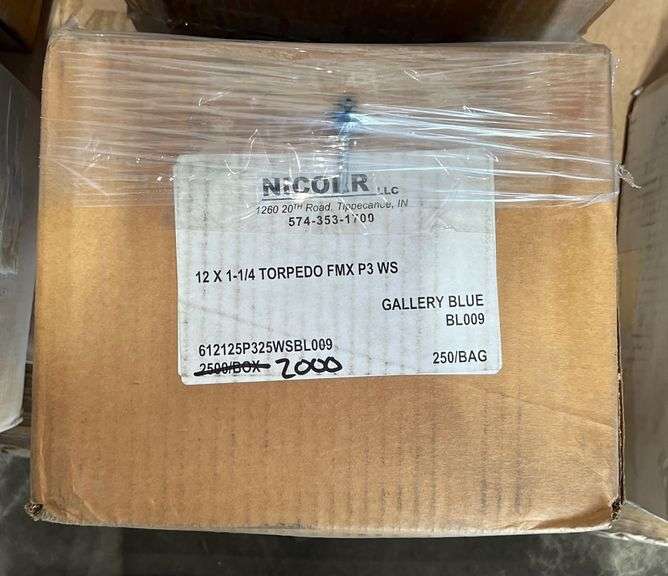 NICOLR LLC
1260 20TH Road, Tippecanoe, IN
574-353-1700
12 X 1-1/4 TORPEDO FMX P3 WS
GALLERY BLUE
BL009
612125P325WSBL009
2500/BOX 2000
250/BAG